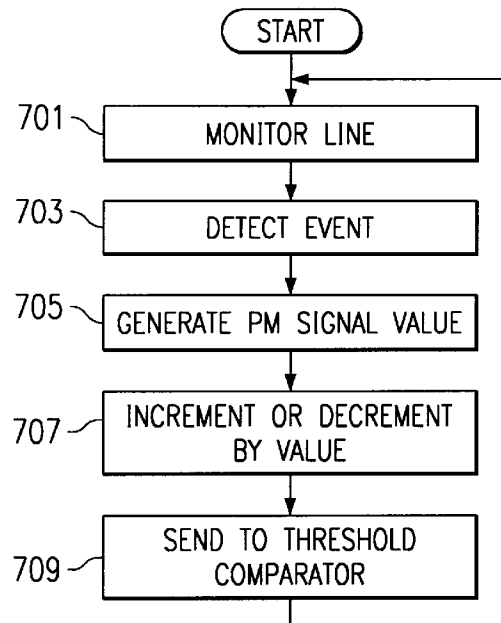 START
701
MONITOR LINE
703
DETECT EVENT
705
GENERATE PM SIGNAL VALUE
707
INCREMENT OR DECREMENT
BY VALUE
709
SEND TO THRESHOLD
COMPARATOR